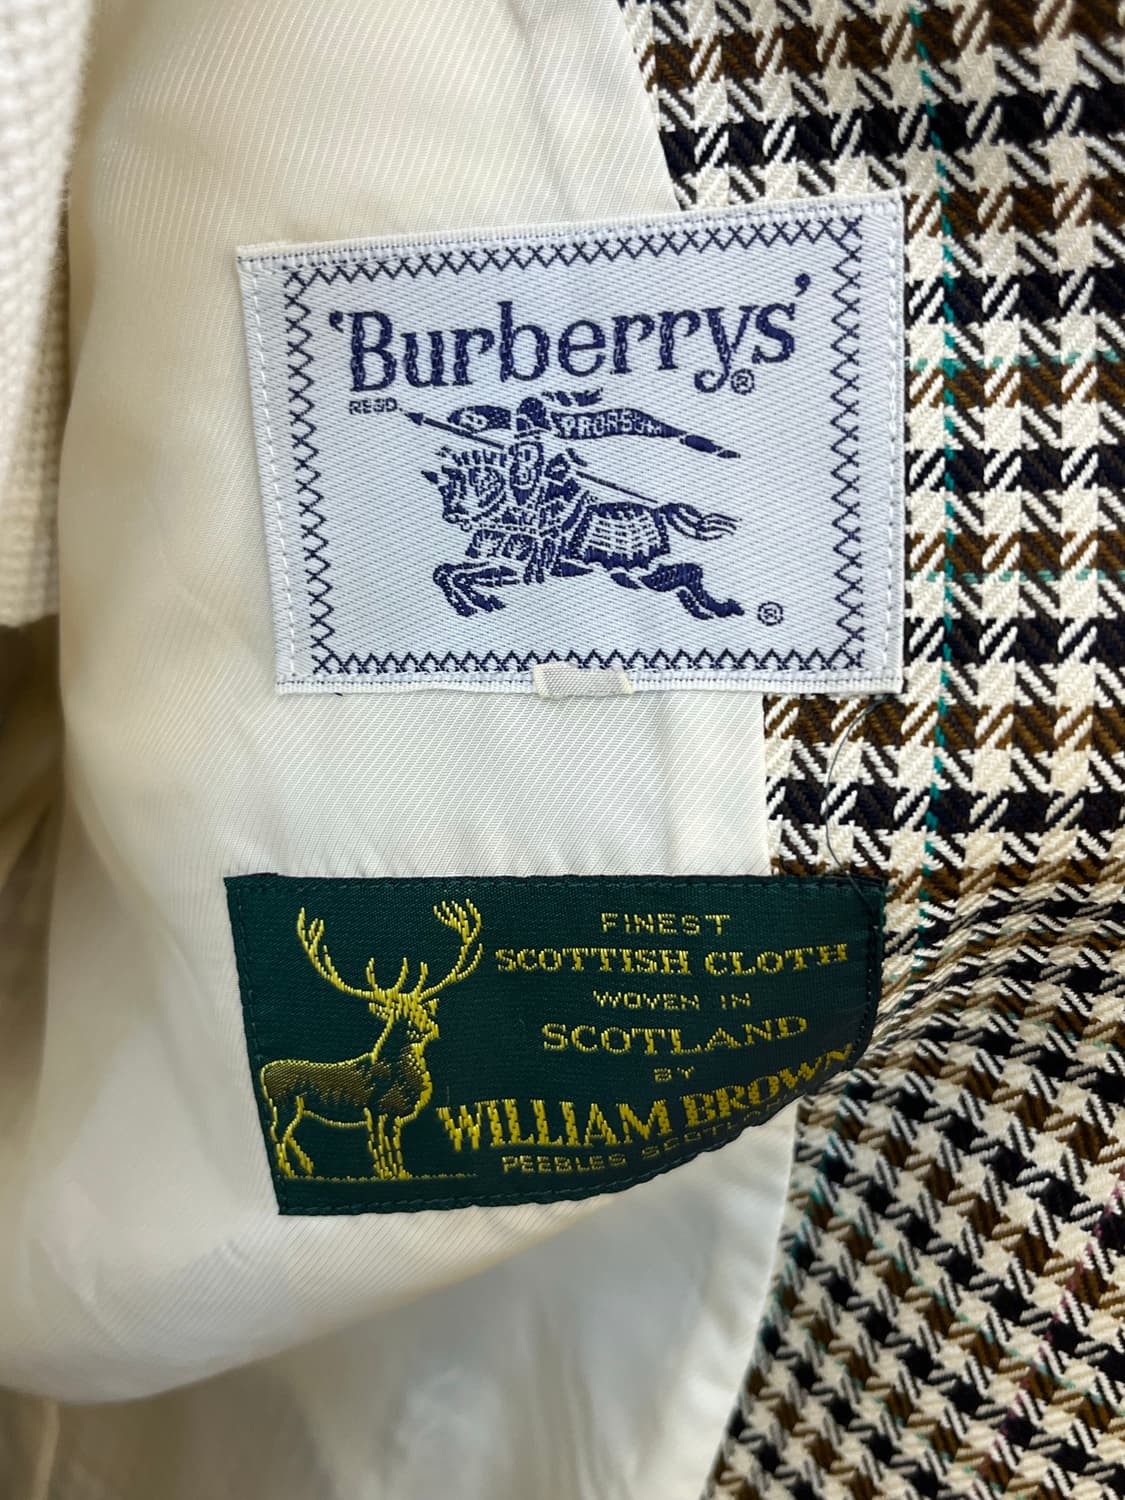 'Burberrys'®
REGD.
PRORSUM
®
FINEST
SCOTTISH CLOTH
WOVEN IN
SCOTLAND
BY
WILLIAM BROWN
PEEBLES SCOTLAND